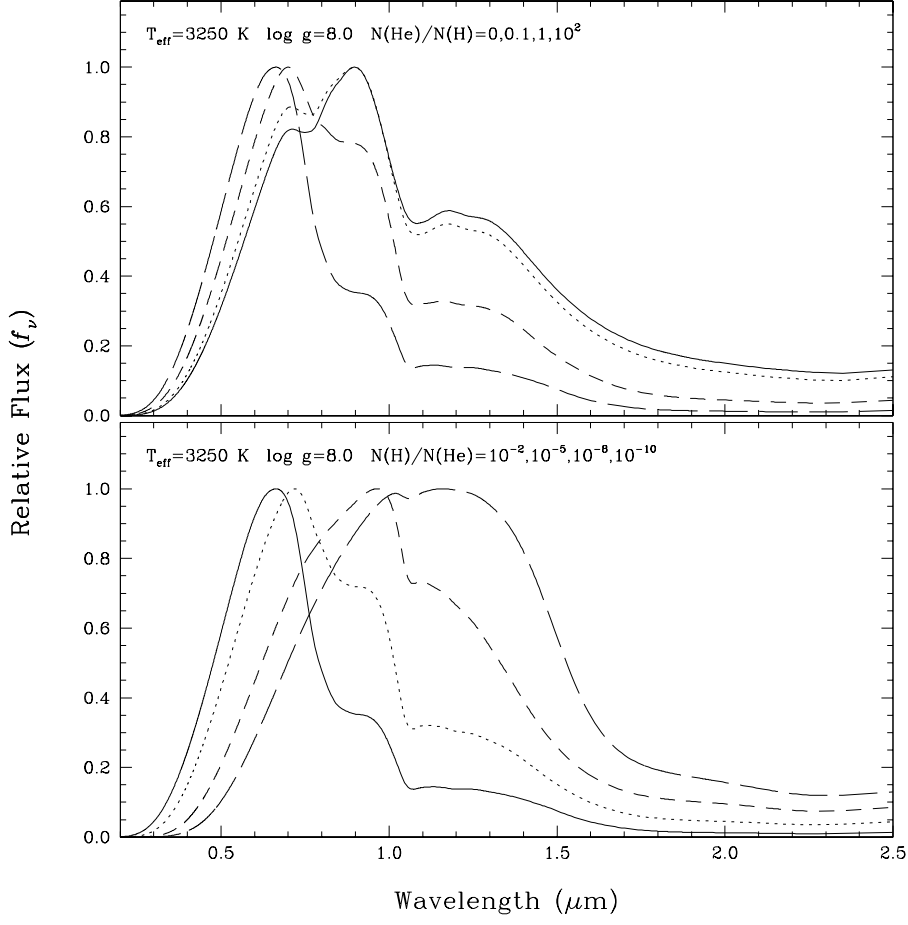 T_eff=3250 K log g=8.0 N(He)/N(H)=0,0.1,1,10²
1.0
0.8
0.6
0.4
0.2
0.0
Relative Flux (f_ν)
T_eff=3250 K log g=8.0 N(H)/N(He)=10⁻²,10⁻⁵,10⁻⁸,10⁻¹⁰
1.0
0.8
0.6
0.4
0.2
0.0
0.5 1.0 1.5 2.0 2.5
Wavelength (μm)